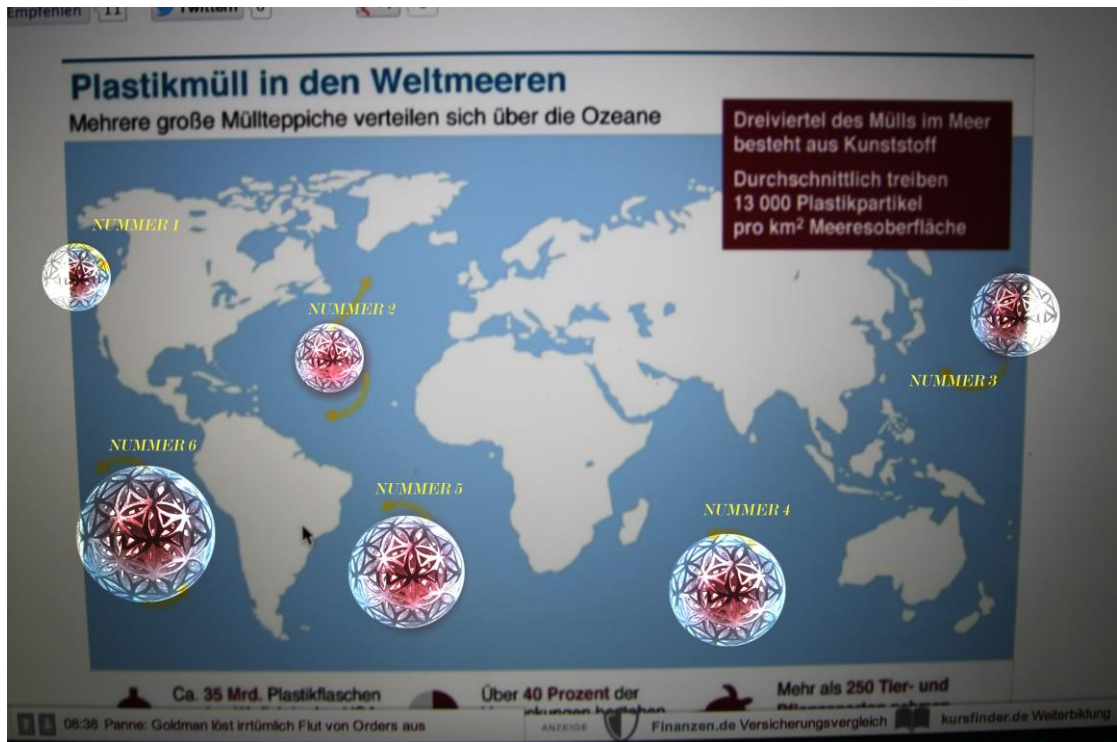 Empfehlen 11
Twittern
Plastikmüll in den Weltmeeren
Mehrere große Müllteppiche verteilen sich über die Ozeane
Dreiviertel des Mülls im Meer
besteht aus Kunststoff
Durchschnittlich treiben
13 000 Plastikpartikel
pro km² Meeresoberfläche
NUMMER 1
NUMMER 2
NUMMER 3
NUMMER 6
NUMMER 5
NUMMER 4
Ca. 35 Mrd. Plastikflaschen
Über 40 Prozent der
Mehr als 250 Tier- und
08:38 Panne: Goldman löst irrtümlich Flut von Orders aus
ANZEIGE
Finanzen.de Versicherungsvergleich
kursfinder.de Weiterbildung